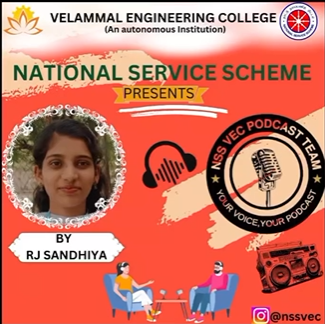 VELAMMAL ENGINEERING COLLEGE
(An autonomous Institution)
NATIONAL SERVICE SCHEME
PRESENTS
NSS VEC PODCAST TEAM
YOUR VOICE,YOUR PODCAST
BY
RJ SANDHIYA
@nssvec